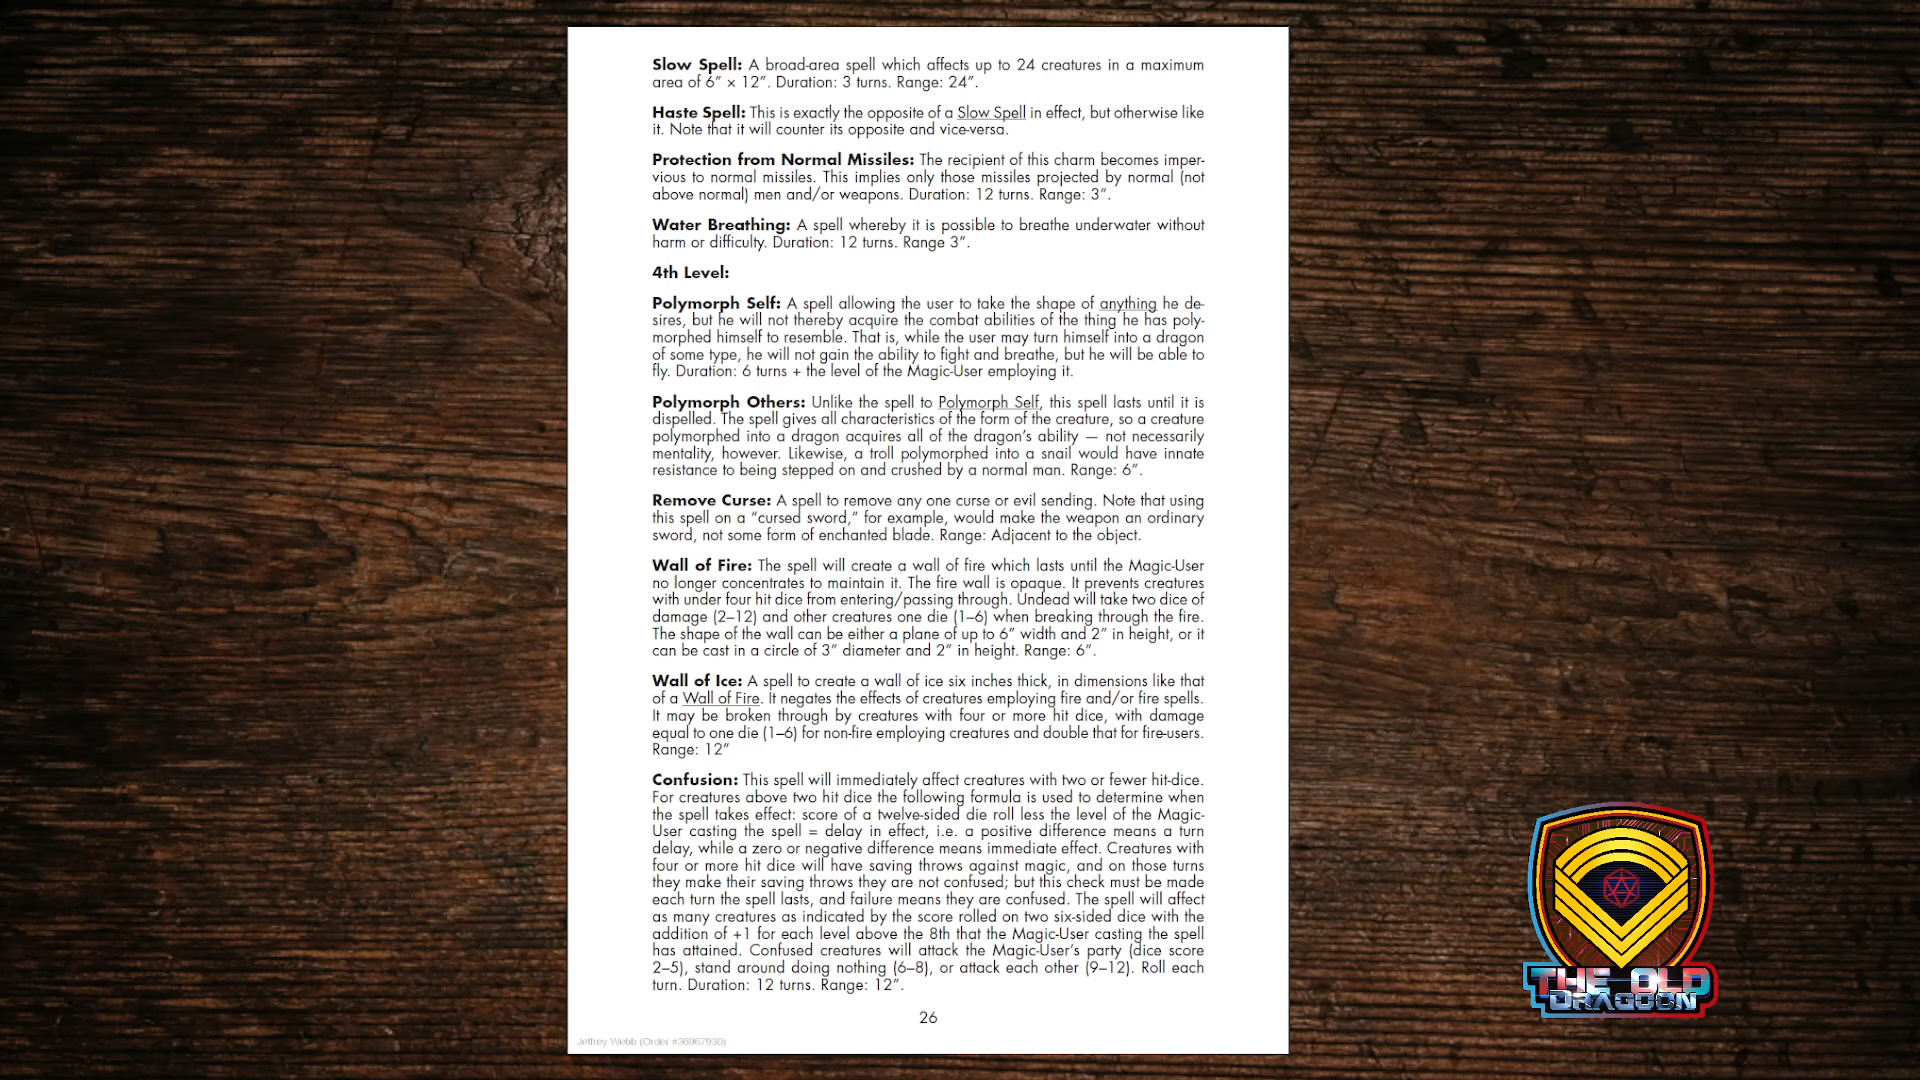 Slow Spell: A broad-area spell which affects up to 24 creatures in a maximum
area of 6” × 12”. Duration: 3 turns. Range: 24”.
Haste Spell: This is exactly the opposite of a Slow Spell in effect, but otherwise like
it. Note that it will counter its opposite and vice-versa.
Protection from Normal Missiles: The recipient of this charm becomes imper-
vious to normal missiles. This implies only those missiles projected by normal (not
above normal) men and/or weapons. Duration: 12 turns. Range: 3”.
Water Breathing: A spell whereby it is possible to breathe underwater without
harm or difficulty. Duration: 12 turns. Range 3”.
4th Level:
Polymorph Self: A spell allowing the user to take the shape of anything he de-
sires, but he will not thereby acquire the combat abilities of the thing he has poly-
morphed himself to resemble. That is, while the user may turn himself into a dragon
of some type, he will not gain the ability to fight and breathe, but he will be able to
fly. Duration: 6 turns + the level of the Magic-User employing it.
Polymorph Others: Unlike the spell to Polymorph Self, this spell lasts until it is
dispelled. The spell gives all characteristics of the form of the creature, so a creature
polymorphed into a dragon acquires all of the dragon’s ability — not necessarily
mentality, however. Likewise, a troll polymorphed into a snail would have innate
resistance to being stepped on and crushed by a normal man. Range: 6”.
Remove Curse: A spell to remove any one curse or evil sending. Note that using
this spell on a “cursed sword,” for example, would make the weapon an ordinary
sword, not some form of enchanted blade. Range: Adjacent to the object.
Wall of Fire: The spell will create a wall of fire which lasts until the Magic-User
no longer concentrates to maintain it. The fire wall is opaque. It prevents creatures
with under four hit dice from entering/passing through. Undead will take two dice of
damage (2–12) and other creatures one die (1–6) when breaking through the fire.
The shape of the wall can be either a plane of up to 6” width and 2” in height, or it
can be cast in a circle of 3” diameter and 2” in height. Range: 6”.
Wall of Ice: A spell to create a wall of ice six inches thick, in dimensions like that
of a Wall of Fire. It negates the effects of creatures employing fire and/or fire spells.
It may be broken through by creatures with four or more hit dice, with damage
equal to one die (1–6) for non-fire employing creatures and double that for fire-users.
Range: 12”
Confusion: This spell will immediately affect creatures with two or fewer hit-dice.
For creatures above two hit dice the following formula is used to determine when
the spell takes effect: score of a twelve-sided die roll less the level of the Magic-
User casting the spell = delay in effect, i.e. a positive difference means a turn
delay, while a zero or negative difference means immediate effect. Creatures with
four or more hit dice will have saving throws against magic, and on those turns
they make their saving throws they are not confused; but this check must be made
each turn the spell lasts, and failure means they are confused. The spell will affect
as many creatures as indicated by the score rolled on two six-sided dice with the
addition of +1 for each level above the 8th that the Magic-User casting the spell
has attained. Confused creatures will attack the Magic-User’s party (dice score
2–5), stand around doing nothing (6–8), or attack each other (9–12). Roll each
turn. Duration: 12 turns. Range: 12”.
26
Jeffrey Webb (Order #36967930)
THE OLD
DRAGOON